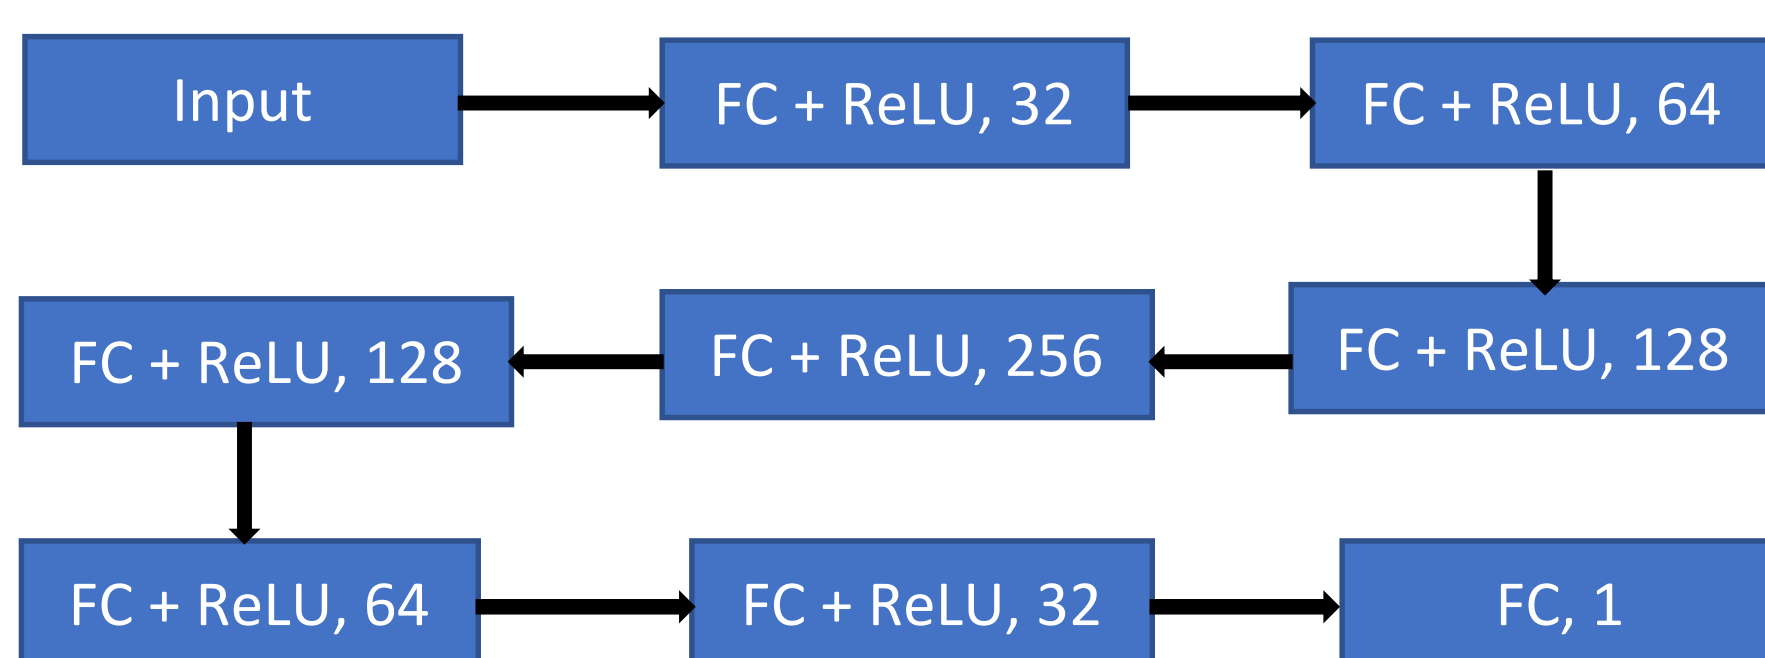 Input
FC + ReLU, 32
FC + ReLU, 64
FC + ReLU, 128
FC + ReLU, 256
FC + ReLU, 128
FC + ReLU, 64
FC + ReLU, 32
FC, 1